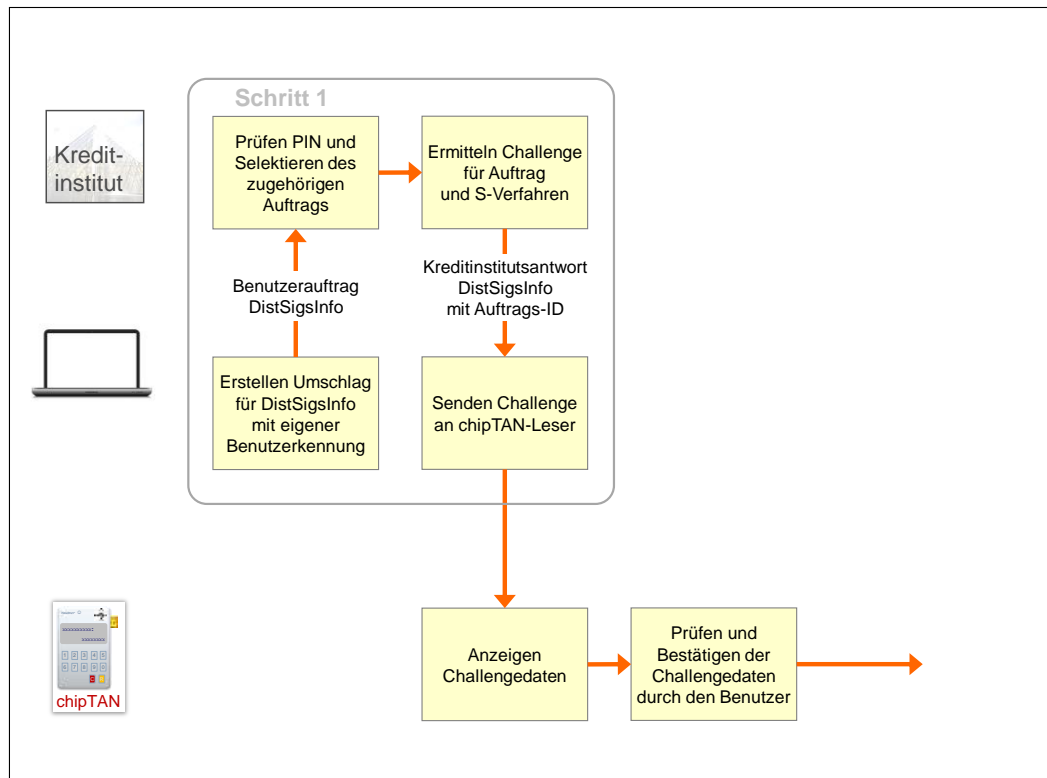 Schritt 1
Kredit-
institut
Prüfen PIN und
Selektieren des
zugehörigen
Auftrags
Ermitteln Challenge
für Auftrag
und S-Verfahren
Benutzerauftrag
DistSigsInfo
Kreditinstitutsantwort
DistSigsInfo
mit Auftrags-ID
Erstellen Umschlag
für DistSigsInfo
mit eigener
Benutzerkennung
Senden Challenge
an chipTAN-Leser
chipTAN
Anzeigen
Challengedaten
Prüfen und
Bestätigen der
Challengedaten
durch den Benutzer